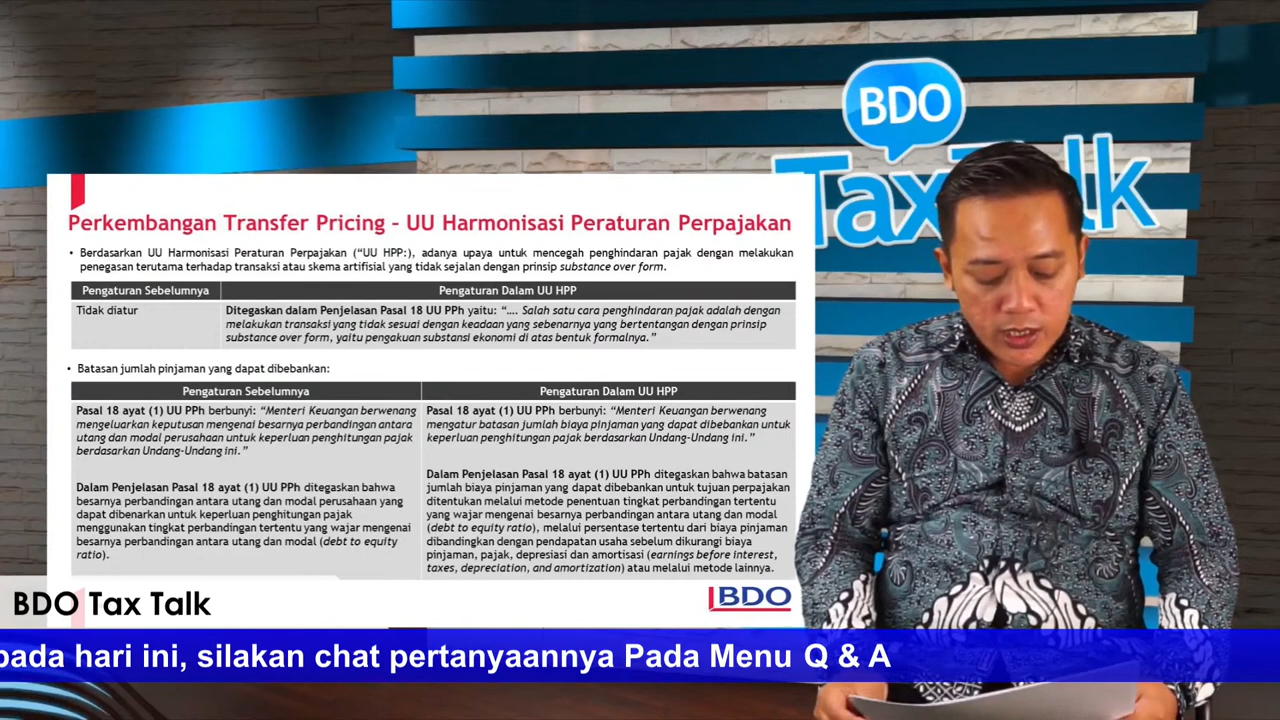 BDO
TaxTalk
Perkembangan Transfer Pricing - UU Harmonisasi Peraturan Perpajakan
• Berdasarkan UU Harmonisasi Peraturan Perpajakan (“UU HPP:), adanya upaya untuk mencegah penghindaran pajak dengan melakukan
penegasan terutama terhadap transaksi atau skema artifisial yang tidak sejalan dengan prinsip substance over form.
Pengaturan Sebelumnya
Pengaturan Dalam UU HPP
Tidak diatur
Ditegaskan dalam Penjelasan Pasal 18 UU PPh yaitu: “…. Salah satu cara penghindaran pajak adalah dengan
melakukan transaksi yang tidak sesuai dengan keadaan yang sebenarnya yang bertentangan dengan prinsip
substance over form, yaitu pengakuan substansi ekonomi di atas bentuk formalnya.”
• Batasan jumlah pinjaman yang dapat dibebankan:
Pengaturan Sebelumnya
Pasal 18 ayat (1) UU PPh berbunyi: “Menteri Keuangan berwenang
mengeluarkan keputusan mengenai besarnya perbandingan antara
utang dan modal perusahaan untuk keperluan penghitungan pajak
berdasarkan Undang-Undang ini.”
Dalam Penjelasan Pasal 18 ayat (1) UU PPh ditegaskan bahwa
besarnya perbandingan antara utang dan modal perusahaan yang
dapat dibenarkan untuk keperluan penghitungan pajak
menggunakan tingkat perbandingan tertentu yang wajar mengenai
besarnya perbandingan antara utang dan modal (debt to equity
ratio).
Pengaturan Dalam UU HPP
Pasal 18 ayat (1) UU PPh berbunyi: “Menteri Keuangan berwenang
mengatur batasan jumlah biaya pinjaman yang dapat dibebankan untuk
keperluan penghitungan pajak berdasarkan Undang-Undang ini.”
Dalam Penjelasan Pasal 18 ayat (1) UU PPh ditegaskan bahwa batasan
jumlah biaya pinjaman yang dapat dibebankan untuk tujuan perpajakan
ditentukan melalui metode penentuan tingkat perbandingan tertentu
yang wajar mengenai besarnya perbandingan antara utang dan modal
(debt to equity ratio), melalui persentase tertentu dari biaya pinjaman
dibandingkan dengan pendapatan usaha sebelum dikurangi biaya
pinjaman, pajak, depresiasi dan amortisasi (earnings before interest,
taxes, depreciation, and amortization) atau melalui metode lainnya.
BDO
BDO Tax Talk
pada hari ini, silakan chat pertanyaannya Pada Menu Q & A